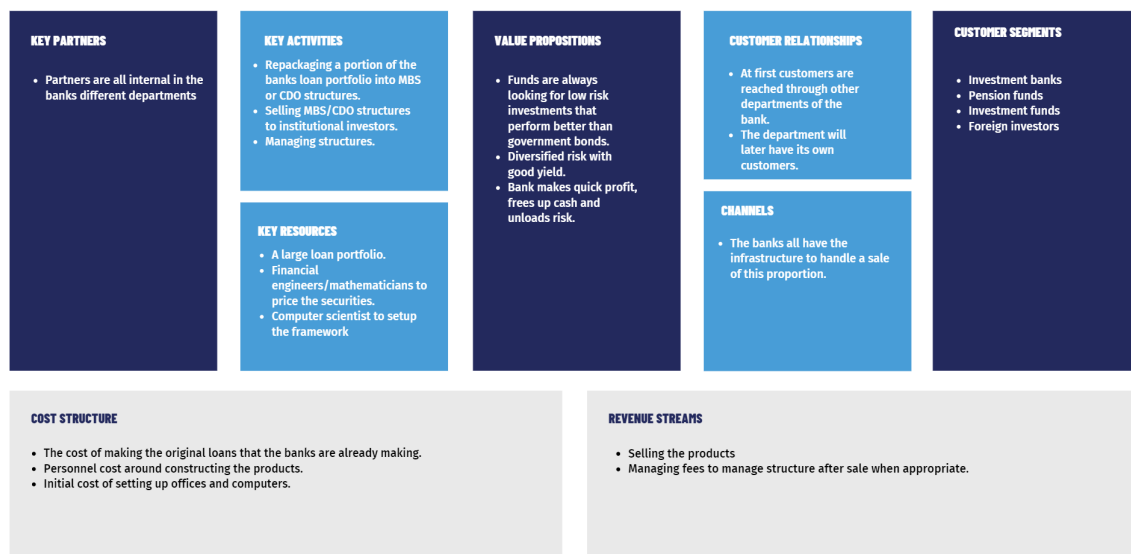 KEY PARTNERS
• Partners are all internal in the
banks different departments
KEY ACTIVITIES
• Repackaging a portion of the
banks loan portfolio into MBS
or CDO structures.
• Selling MBS/CDO structures
to institutional investors.
• Managing structures.
KEY RESOURCES
• A large loan portfolio.
• Financial
engineers/mathematicians to
price the securities.
• Computer scientist to setup
the framework
VALUE PROPOSITIONS
• Funds are always
looking for low risk
investments that
perform better than
government bonds.
• Diversified risk with
good yield.
• Bank makes quick profit,
frees up cash and
unloads risk.
CUSTOMER RELATIONSHIPS
• At first customers are
reached through other
departments of the
bank.
• The department will
later have its own
customers.
CHANNELS
• The banks all have the
infrastructure to handle a sale
of this proportion.
CUSTOMER SEGMENTS
• Investment banks
• Pension funds
• Investment funds
• Foreign investors
COST STRUCTURE
• The cost of making the original loans that the banks are already making.
• Personnel cost around constructing the products.
• Initial cost of setting up offices and computers.
REVENUE STREAMS
• Selling the products
• Managing fees to manage structure after sale when appropriate.